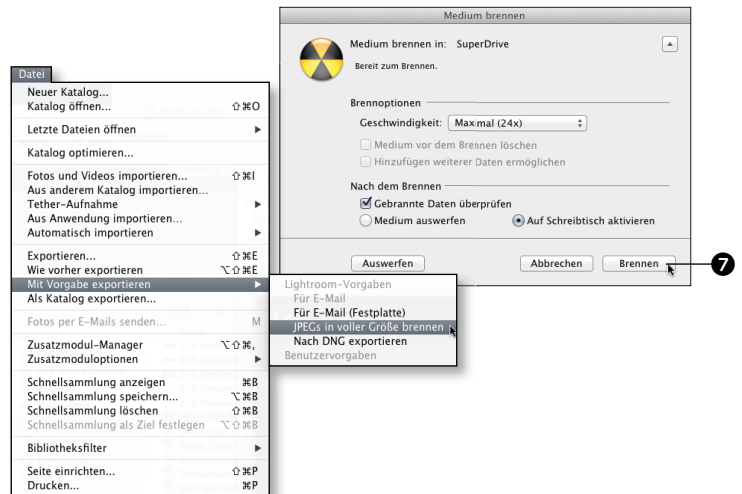 Medium brennen
Medium brennen in: SuperDrive
Bereit zum Brennen.
Brennoptionen
Geschwindigkeit: Maximal (24x)
Medium vor dem Brennen löschen
Hinzufügen weiterer Daten ermöglichen
Nach dem Brennen
Gebrannte Daten überprüfen
Medium auswerfen Auf Schreibtisch aktivieren
Auswerfen Abbrechen Brennen
7
Datei
Neuer Katalog...
Katalog öffnen... ⇧⌘O
Letzte Dateien öffnen
Katalog optimieren...
Fotos und Videos importieren... ⇧⌘I
Aus anderem Katalog importieren...
Tether-Aufnahme
Aus Anwendung importieren...
Automatisch importieren
Exportieren... ⇧⌘E
Wie vorher exportieren ⌥⇧⌘E
Mit Vorgabe exportieren
Als Katalog exportieren...
Fotos per E-Mails senden... M
Zusatzmodul-Manager ⌥⇧⌘,
Zusatzmoduloptionen
Schnellsammlung anzeigen ⌘B
Schnellsammlung speichern... ⌥⌘B
Schnellsammlung löschen ⇧⌘B
Schnellsammlung als Ziel festlegen ⌥⇧⌘B
Bibliotheksfilter
Seite einrichten... ⇧⌘P
Drucken... ⌘P
Lightroom-Vorgaben
Für E-Mail
Für E-Mail (Festplatte)
JPEGs in voller Größe brennen
Nach DNG exportieren
Benutzervorgaben